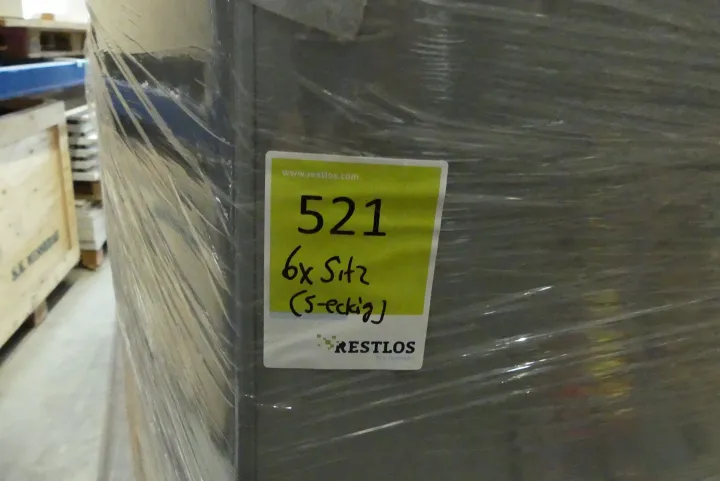 www.restlos.com
521
6x Sitz
(5-eckig)
RESTLOS